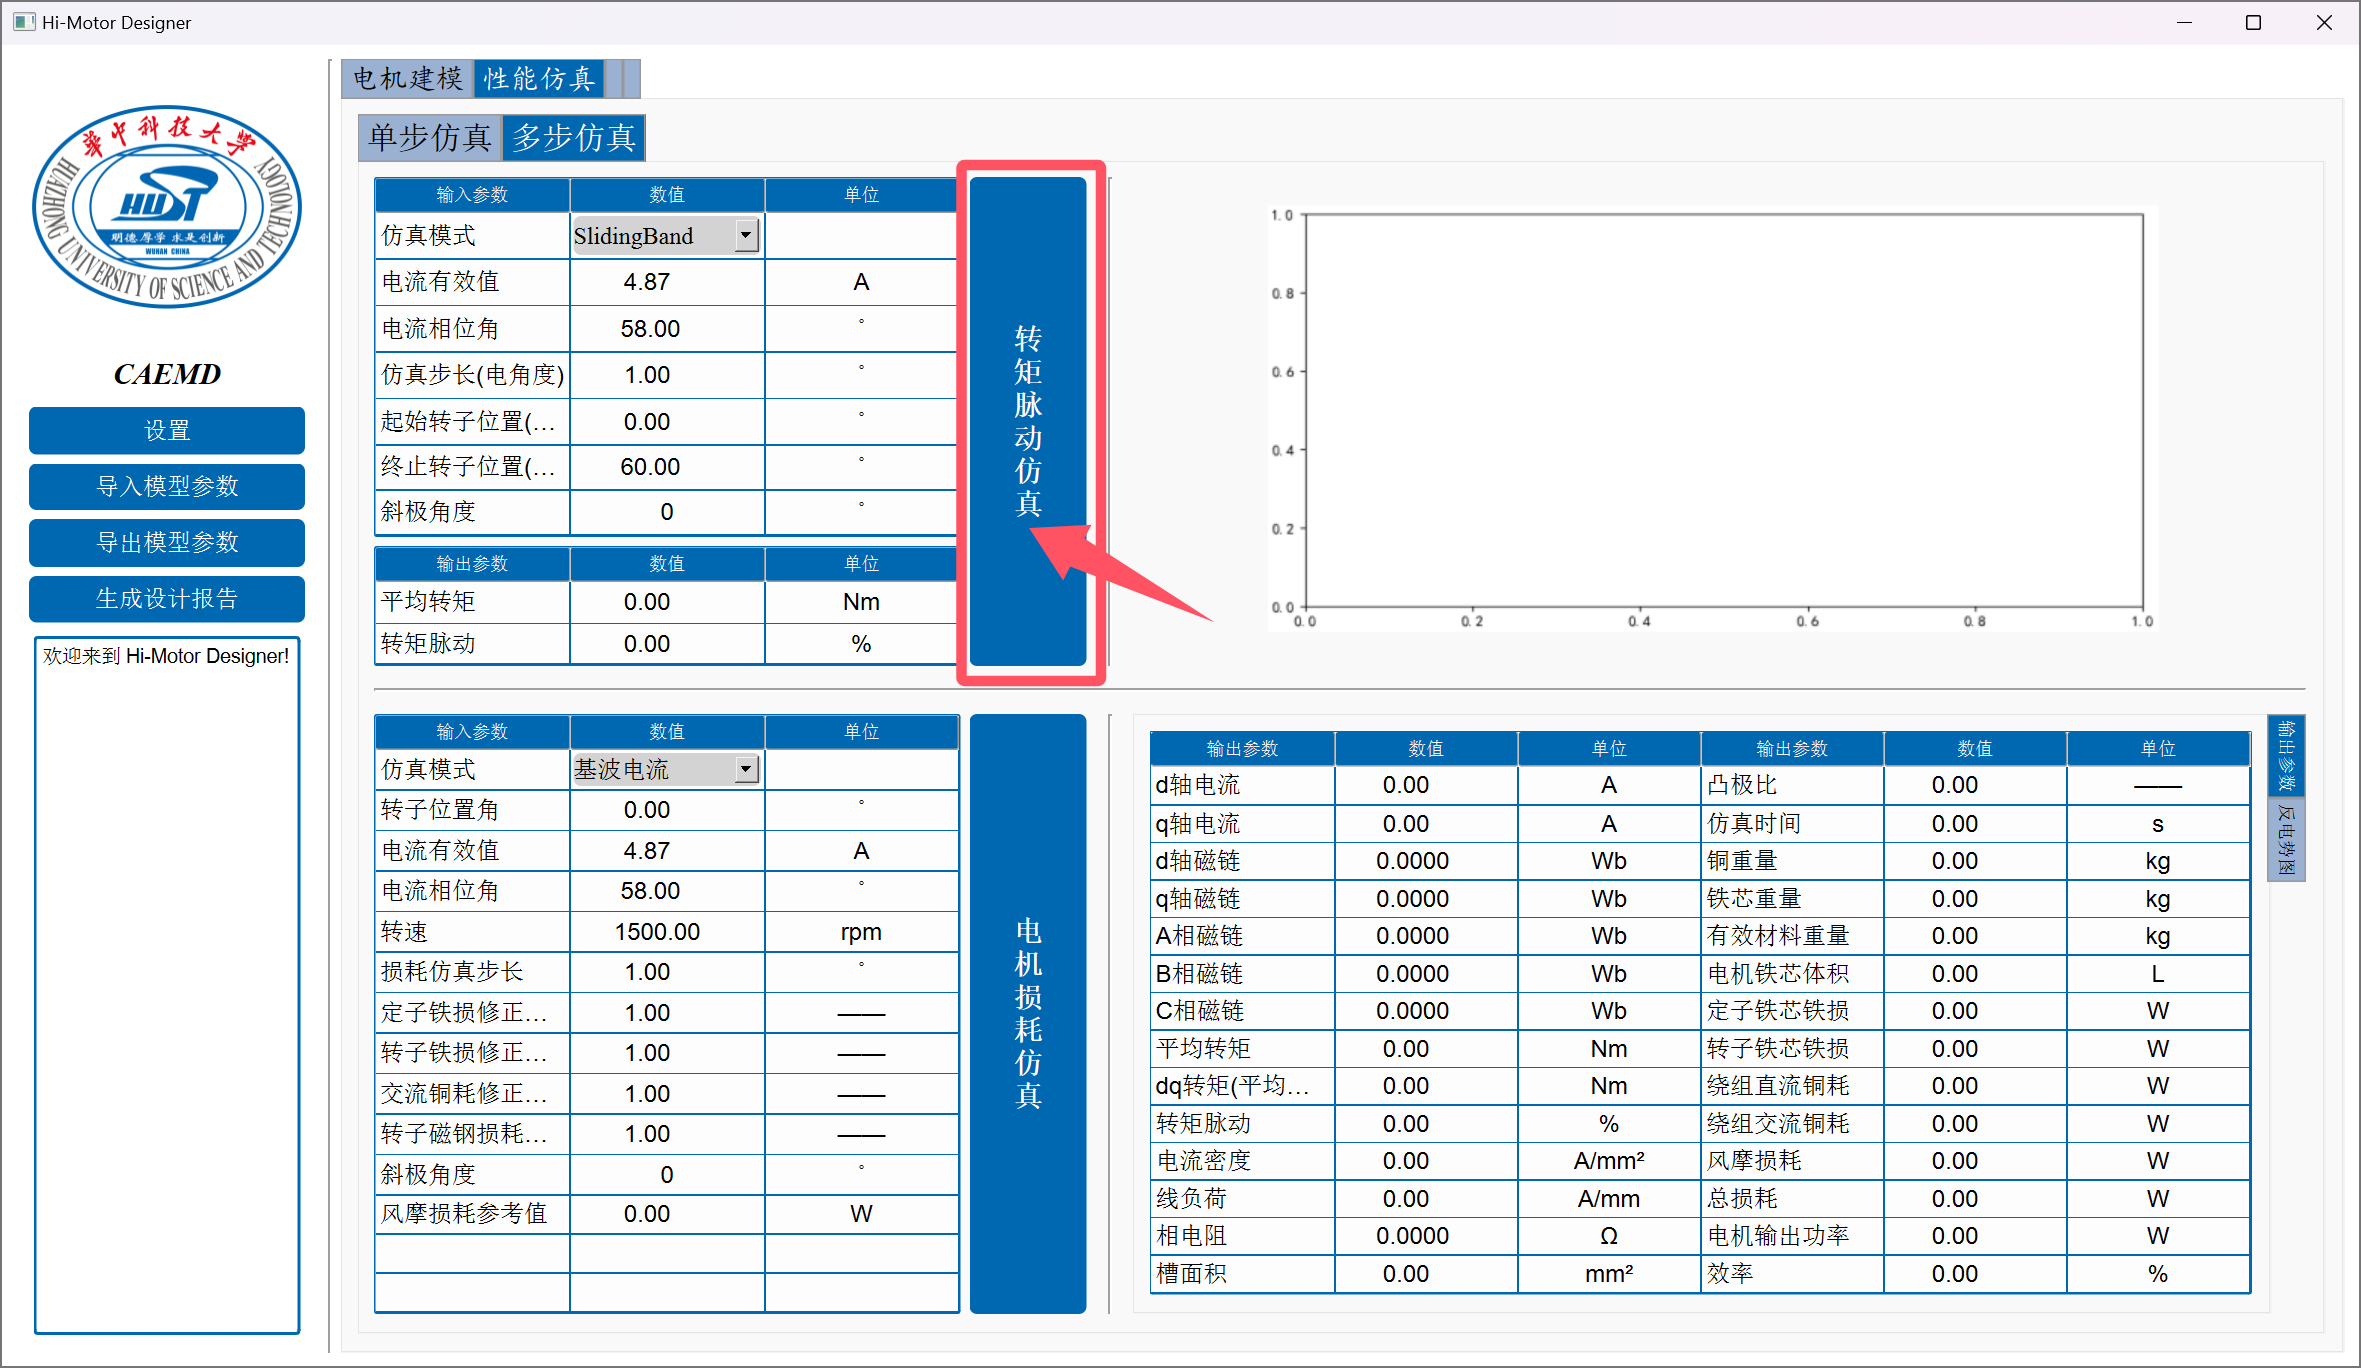 Hi-Motor Designer
電機建模 性能仿真
華中科技大学
HUAZHONG UNIVERSITY OF SCIENCE AND TECHNOLOGY
HUST
明德厚学 求是创新
WUHAN CHINA
CAEMD
设置
导入模型参数
导出模型参数
生成设计报告
欢迎来到 Hi-Motor Designer!
单步仿真 多步仿真
输入参数 数值 单位
仿真模式 SlidingBand
电流有效值 4.87 A
电流相位角 58.00 °
仿真步长(电角度) 1.00 °
起始转子位置(... 0.00 °
终止转子位置(... 60.00 °
斜极角度 0 °
输出参数 数值 单位
平均转矩 0.00 Nm
转矩脉动 0.00 %
转矩脉动仿真
1.0
0.8
0.6
0.4
0.2
0.0
0.0 0.2 0.4 0.6 0.8 1.0
输入参数 数值 单位
仿真模式 基波电流
转子位置角 0.00 °
电流有效值 4.87 A
电流相位角 58.00 °
转速 1500.00 rpm
损耗仿真步长 1.00 °
定子铁损修正... 1.00 ——
转子铁损修正... 1.00 ——
交流铜耗修正... 1.00 ——
转子磁钢损耗... 1.00 ——
斜极角度 0 °
风摩损耗参考值 0.00 W
电机损耗仿真
输出参数 数值 单位 输出参数 数值 单位
d轴电流 0.00 A 凸极比 0.00 ——
q轴电流 0.00 A 仿真时间 0.00 s
d轴磁链 0.0000 Wb 铜重量 0.00 kg
q轴磁链 0.0000 Wb 铁芯重量 0.00 kg
A相磁链 0.0000 Wb 有效材料重量 0.00 kg
B相磁链 0.0000 Wb 电机铁芯体积 0.00 L
C相磁链 0.0000 Wb 定子铁芯铁损 0.00 W
平均转矩 0.00 Nm 转子铁芯铁损 0.00 W
dq转矩(平均... 0.00 Nm 绕组直流铜耗 0.00 W
转矩脉动 0.00 % 绕组交流铜耗 0.00 W
电流密度 0.00 A/mm² 风摩损耗 0.00 W
线负荷 0.00 A/mm 总损耗 0.00 W
相电阻 0.0000 Ω 电机输出功率 0.00 W
槽面积 0.00 mm² 效率 0.00 %
输出参数
反电势图